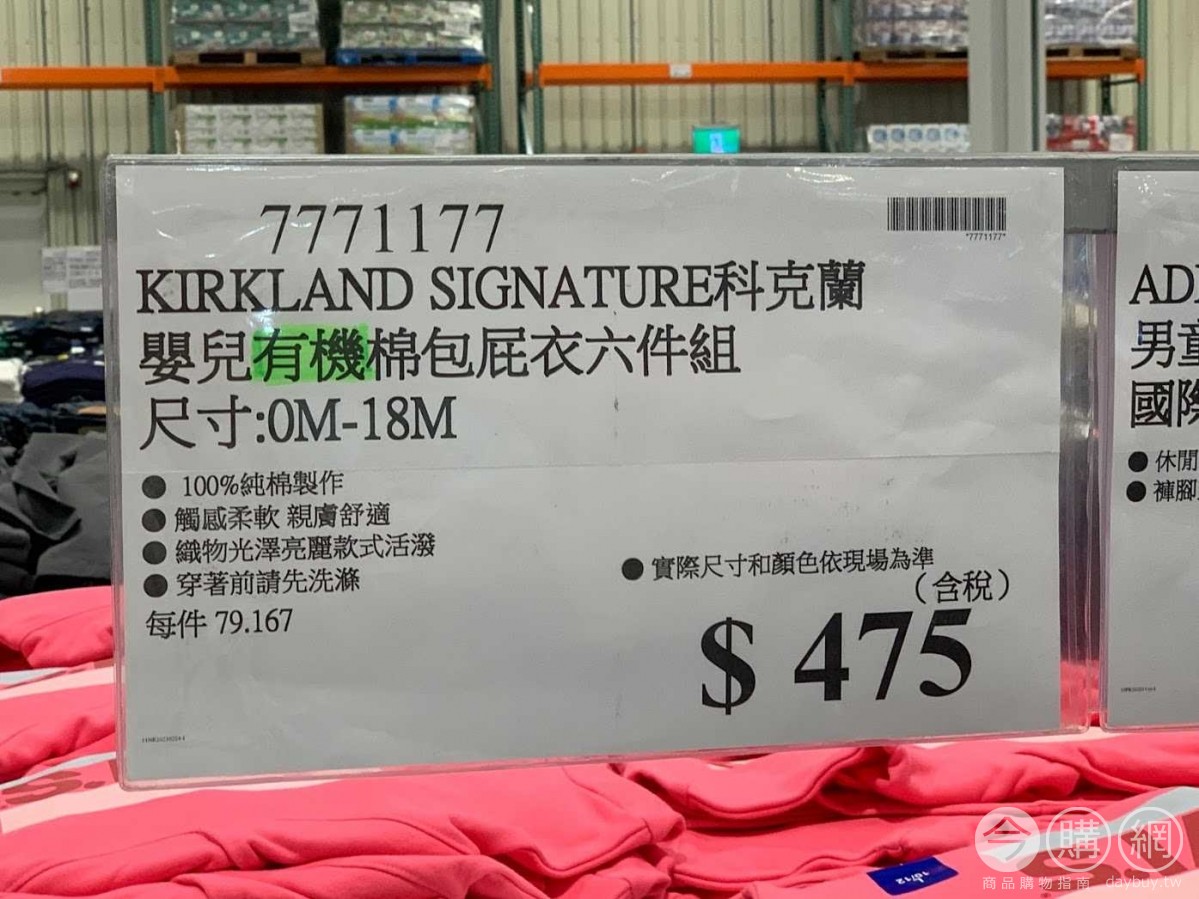 7771177
*7771177*
KIRKLAND SIGNATURE科克蘭
嬰兒有機棉包屁衣六件組
尺寸:0M-18M
● 100%純棉製作
● 觸感柔軟 親膚舒適
● 織物光澤亮麗款式活潑
● 穿著前請先洗滌
每件 79.167
● 實際尺寸和顏色依現場為準
(含稅)
$ 475
男童
國際
● 休閒
● 褲腳
今購網
商品購物指南 daybuy.tw